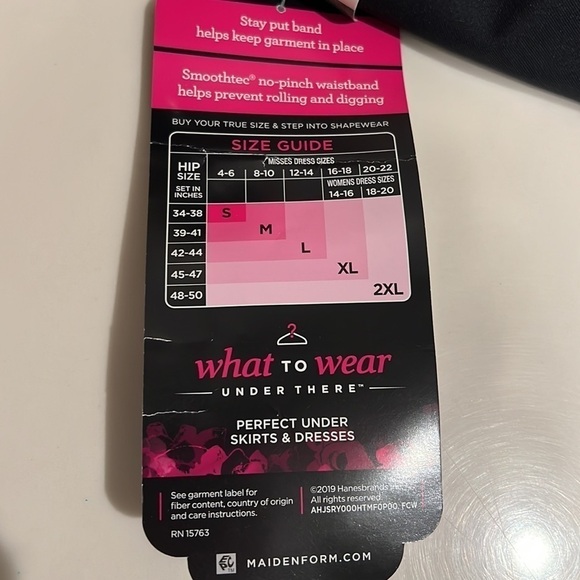 Stay put band
helps keep garment in place
Smoothtec® no-pinch waistband
helps prevent rolling and digging
BUY YOUR TRUE SIZE & STEP INTO SHAPEWEAR
SIZE GUIDE
HIP SIZE
SET IN INCHES
MISSES DRESS SIZES
4-6 8-10 12-14 16-18 20-22
WOMENS DRESS SIZES
14-16 18-20
34-38 S
39-41 M
42-44 L
45-47 XL
48-50 2XL
what TO wear
UNDER THERE™
PERFECT UNDER
SKIRTS & DRESSES
See garment label for
fiber content, country of origin
and care instructions.
RN 15763
©2019 Hanesbrands
All rights reserved.
AHJSRY000HTMF0P00; FCW
MAIDENFORM.COM